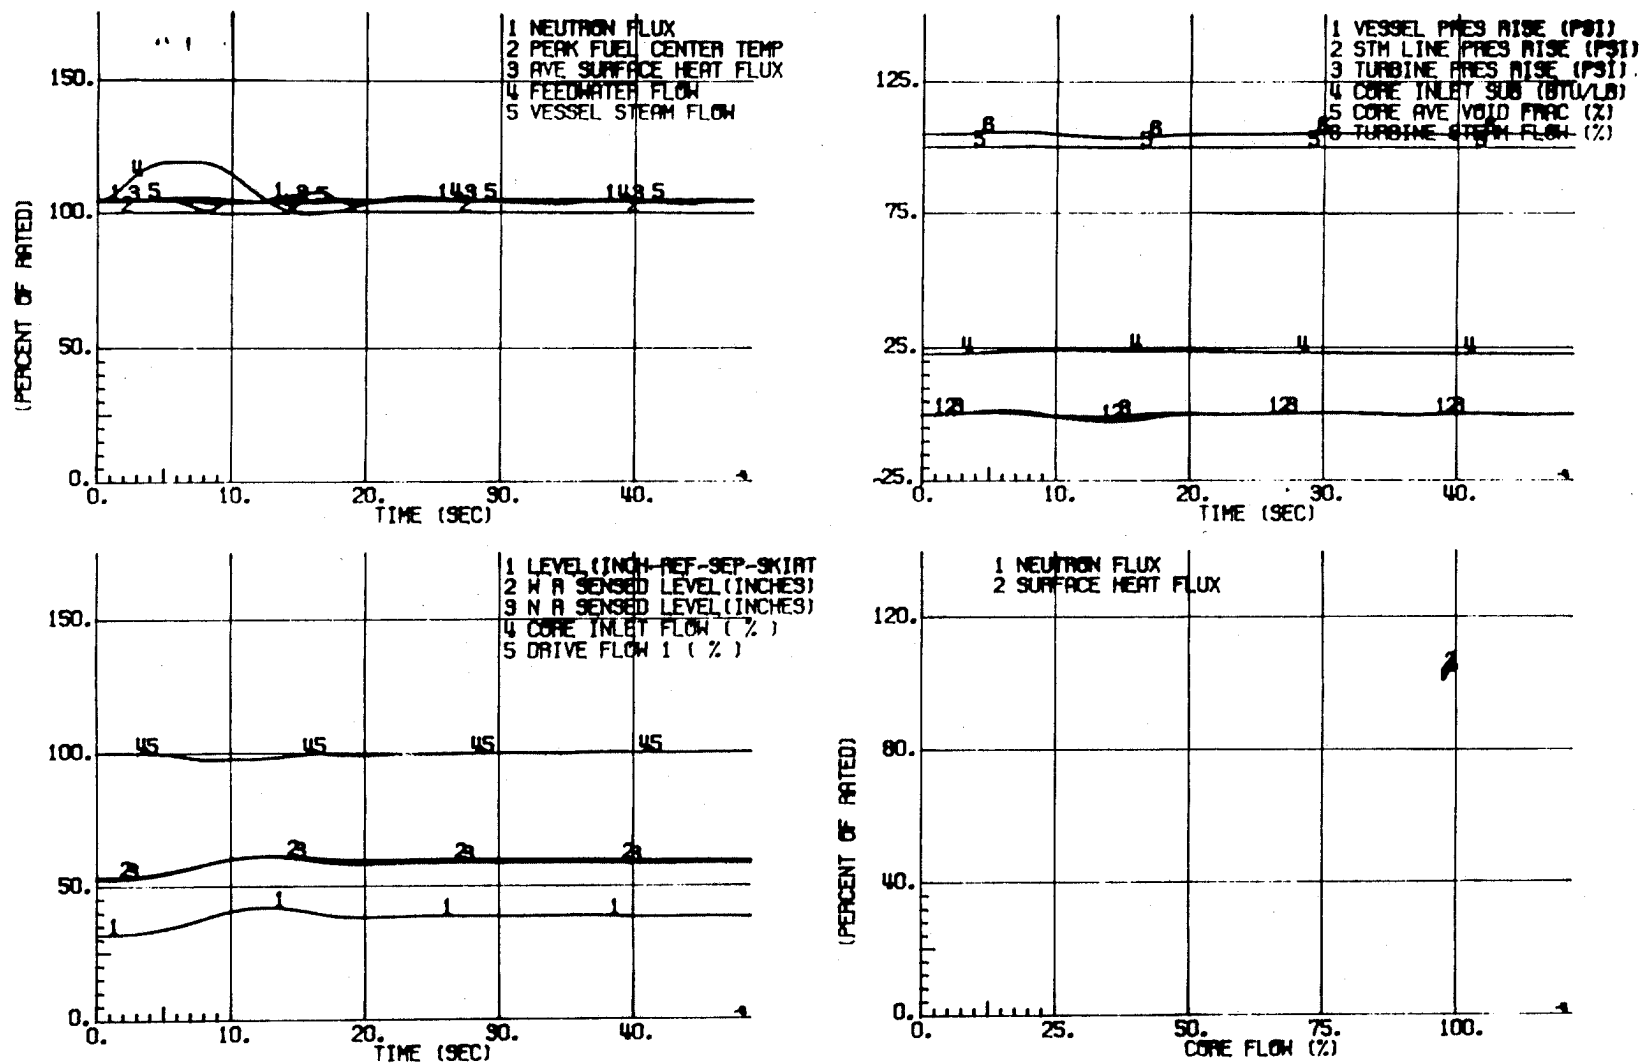 1 NEUTRON FLUX
2 PEAK FUEL CENTER TEMP
3 AVE SURFACE HEAT FLUX
4 FEEDWATER FLOW
5 VESSEL STEAM FLOW
150.
100.
50.
0.
(PERCENT OF RATED)
0. 10. 20. 30. 40.
TIME (SEC)
1 VESSEL PRES RISE (PSI)
2 STM LINE PRES RISE (PSI)
3 TURBINE PRES RISE (PSI)
4 CORE INLET SUB (BTU/LB)
5 CORE AVE VOID FRAC (%)
6 TURBINE STEAM FLOW (%)
125.
75.
25.
-25.
0. 10. 20. 30. 40.
TIME (SEC)
1 LEVEL(INCH-REF-SEP-SKIRT
2 W R SENSED LEVEL(INCHES)
3 N R SENSED LEVEL(INCHES)
4 CORE INLET FLOW ( % )
5 DRIVE FLOW 1 ( % )
150.
100.
50.
0.
0. 10. 20. 30. 40.
TIME (SEC)
1 NEUTRON FLUX
2 SURFACE HEAT FLUX
120.
80.
40.
0.
(PERCENT OF RATED)
0. 25. 50. 75. 100.
CORE FLOW (%)